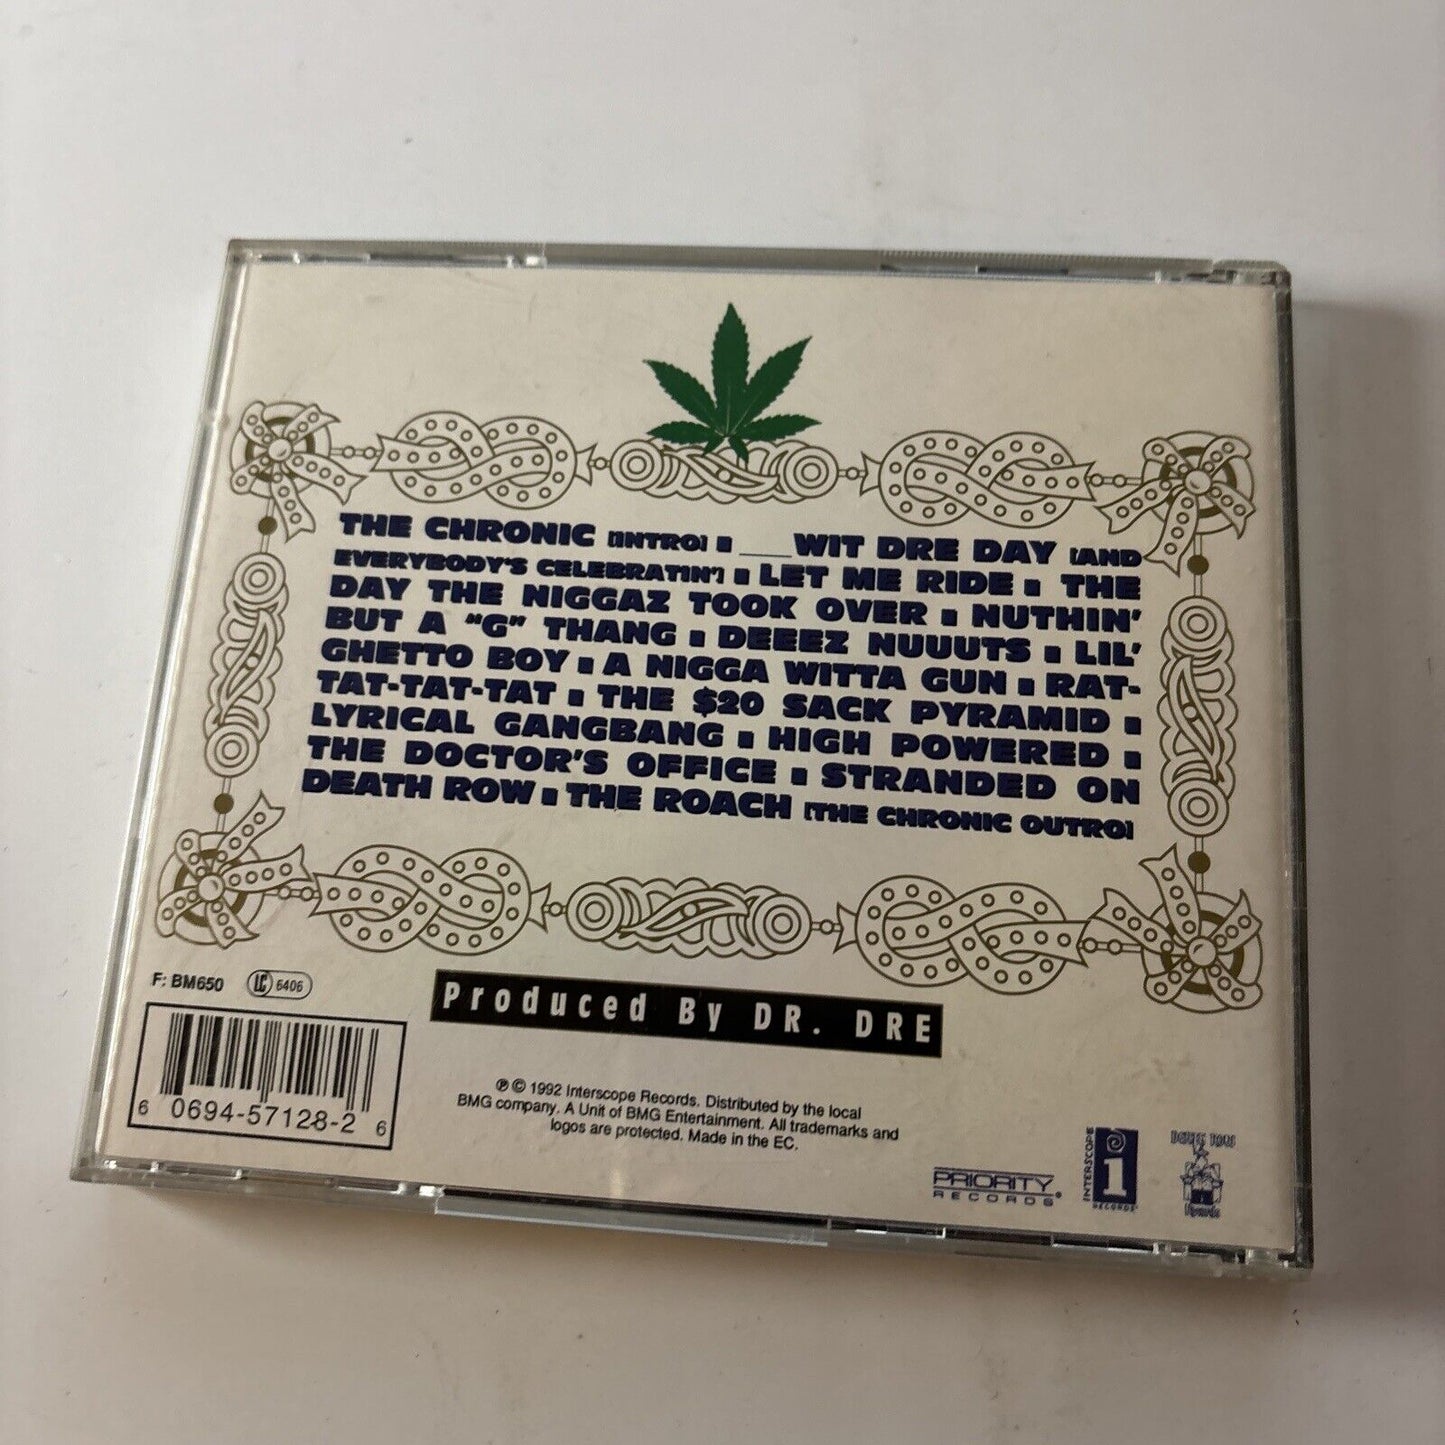 THE CHRONIC [INTRO] ▪ ___WIT DRE DAY [AND
EVERYBODY'S CELEBRATIN'] ▪ LET ME RIDE ▪ THE
DAY THE NIGGAZ TOOK OVER ▪ NUTHIN'
BUT A "G" THANG ▪ DEEEZ NUUUTS ▪ LIL'
GHETTO BOY ▪ A NIGGA WITTA GUN ▪ RAT-
TAT-TAT-TAT ▪ THE $20 SACK PYRAMID ▪
LYRICAL GANGBANG ▪ HIGH POWERED ▪
THE DOCTOR'S OFFICE ▪ STRANDED ON
DEATH ROW ▪ THE ROACH [THE CHRONIC OUTRO]
F: BM650 LC 6406
Produced By DR. DRE
6 0694-57128-2 6
℗ © 1992 Interscope Records. Distributed by the local
BMG company. A Unit of BMG Entertainment. All trademarks and
logos are protected. Made in the EC.
PRIORITY
RECORDS®
INTERSCOPE
i
RECORDS
DEATH ROW
Records